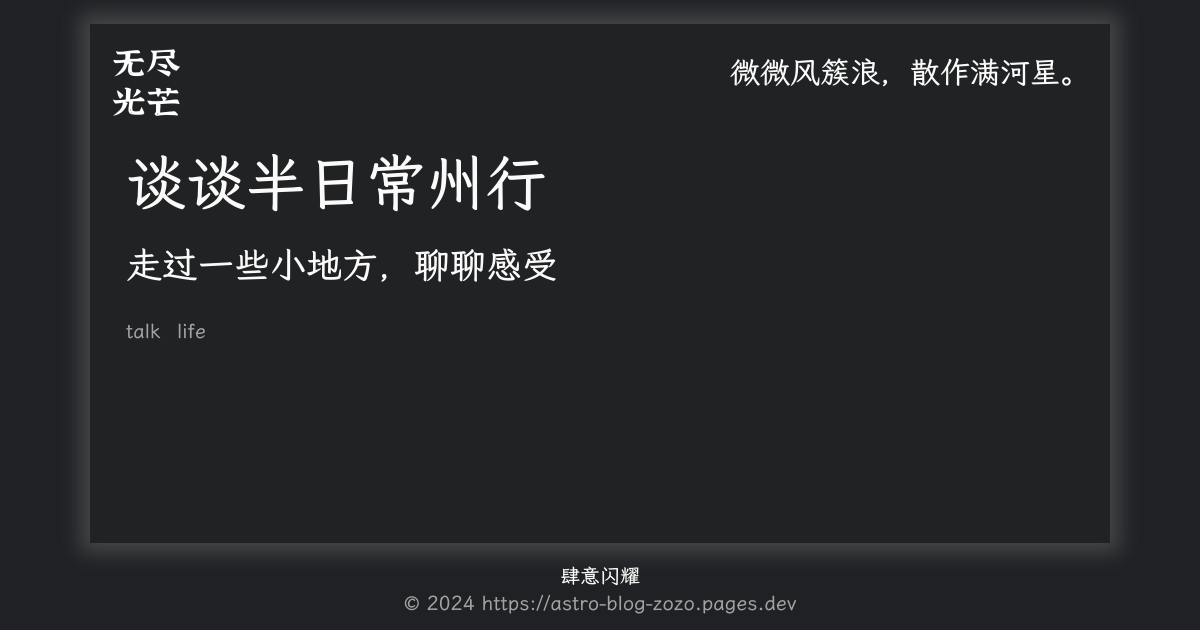 无尽
光芒
微微风簇浪，散作满河星。
谈谈半日常州行
走过一些小地方，聊聊感受
talk life
肆意闪耀
© 2024 https://astro-blog-zozo.pages.dev